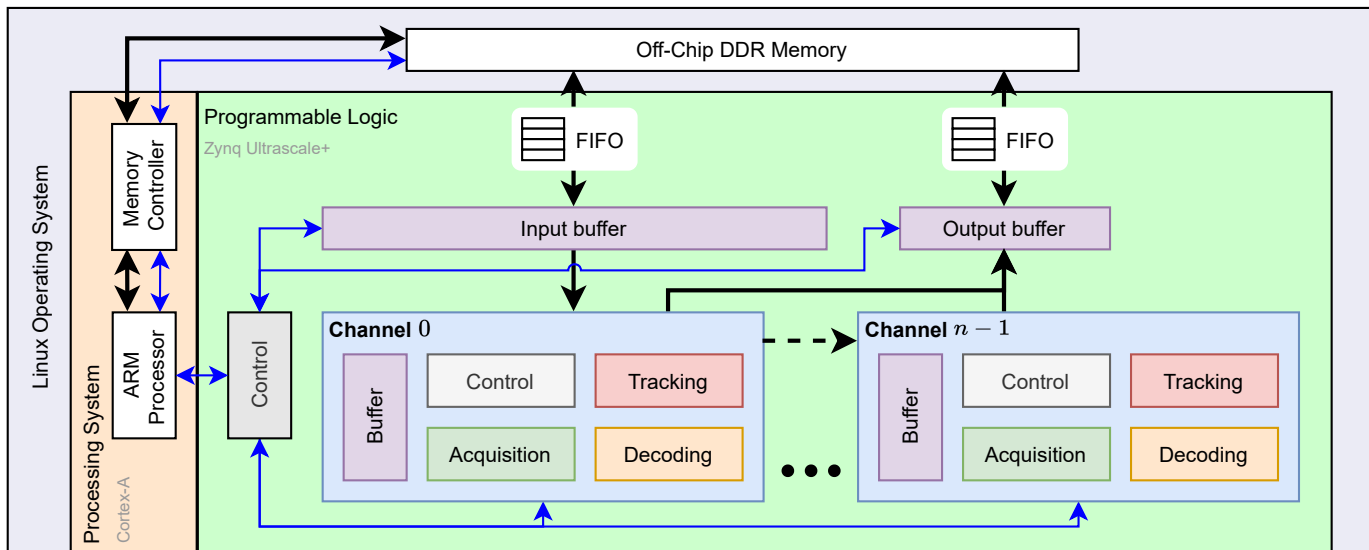 Off-Chip DDR Memory
Linux Operating System
Processing System
Cortex-A
Memory
Controller
ARM
Processor
Programmable Logic
Zynq Ultrascale+
FIFO
FIFO
Input buffer
Output buffer
Control
Channel 0
Buffer
Control
Tracking
Acquisition
Decoding
Channel n − 1
Buffer
Control
Tracking
Acquisition
Decoding